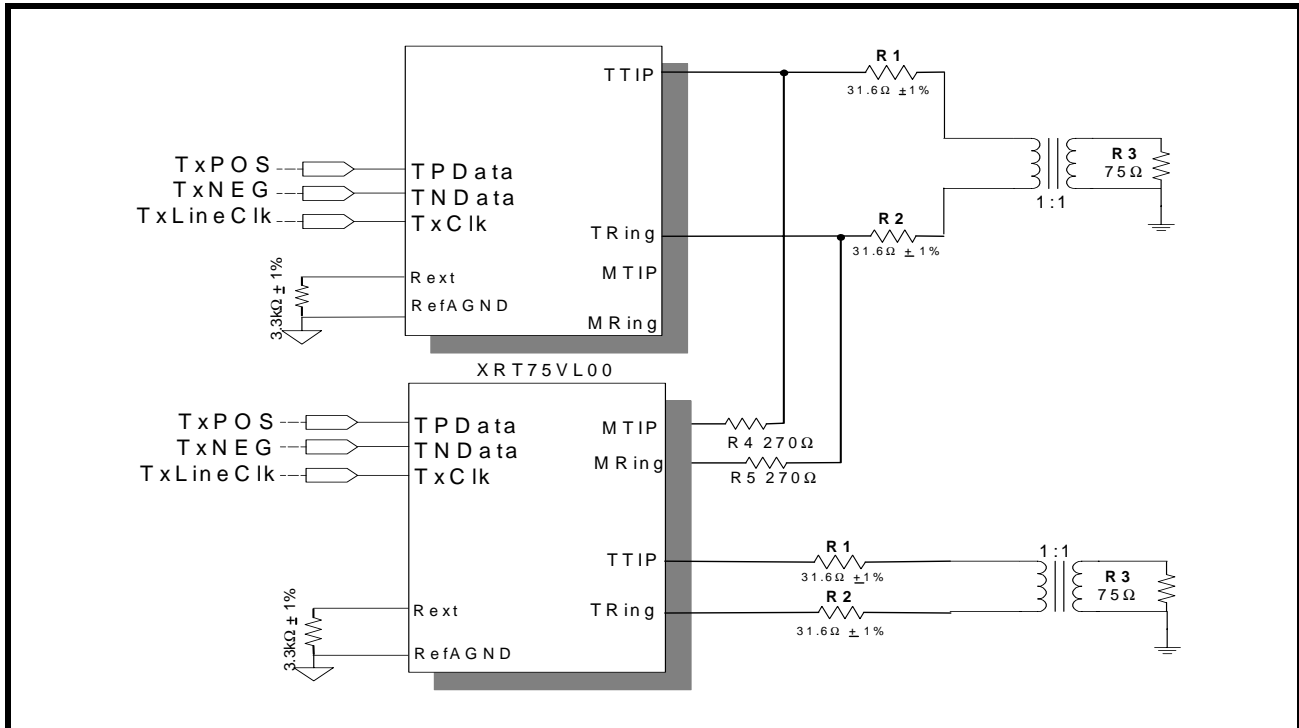 TTIP
R1
31.6Ω ±1%
TxPOS
TPData
TxNEG
TNData
TxLineClk
TxClk
R3
75Ω
1:1
TRing
R2
31.6Ω ±1%
Rext
MTIP
RefAGND
MRing
3.3kΩ ±1%
XRT75VL00
TxPOS
TPData
TxNEG
TNData
TxLineClk
TxClk
MTIP
R4 270Ω
MRing
R5 270Ω
TTIP
R1
31.6Ω ±1%
1:1
R3
75Ω
R2
31.6Ω ±1%
Rext
TRing
RefAGND
3.3kΩ ±1%